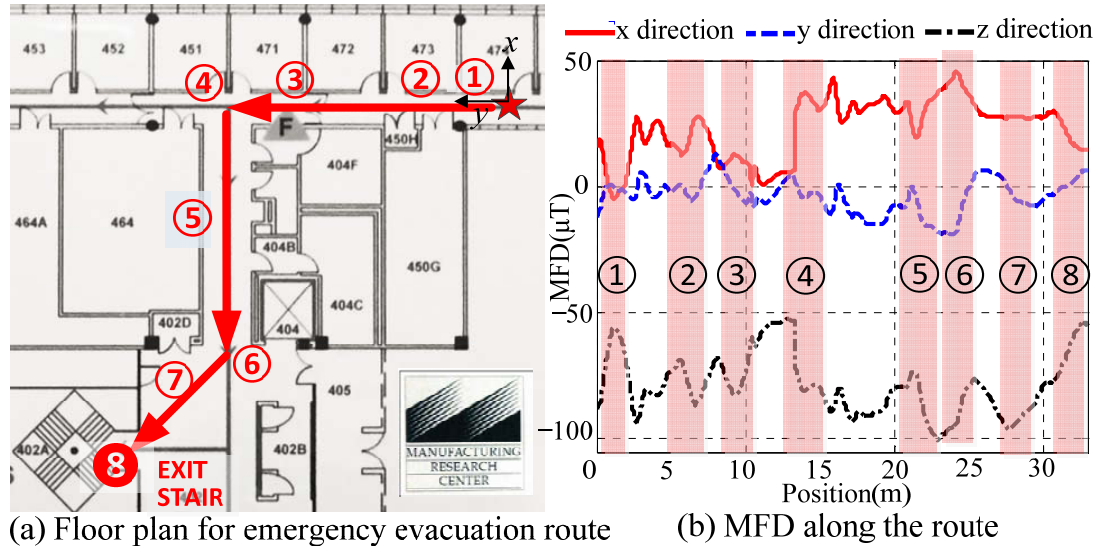 453
452
451
471
472
473
474
④
③
②
①
x
y
F
450H
404F
464A
464
⑤
404B
450G
404C
402D
404
⑥
⑦
405
402A
402B
8
EXIT
STAIR
MANUFACTURING
RESEARCH
CENTER
(a) Floor plan for emergency evacuation route
x direction
y direction
z direction
MFD(μT)
50
0
−50
−100
① ② ③ ④ ⑤ ⑥ ⑦ ⑧
0 5 10 15 20 25 30
Position(m)
(b) MFD along the route